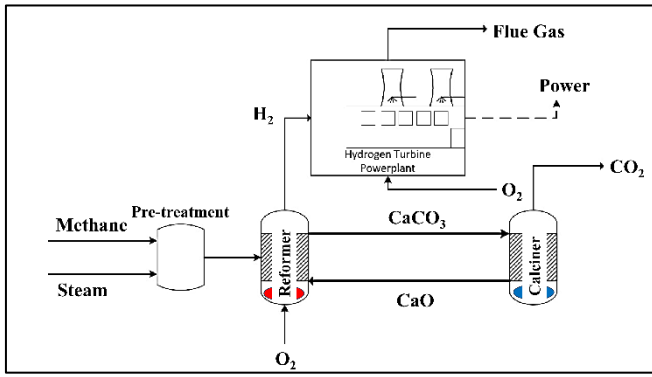 Flue Gas
Power
H₂
Hydrogen Turbine
Powerplant
CO₂
O₂
Pre-treatment
CaCO₃
Methane
Reformer
Calciner
Steam
CaO
O₂